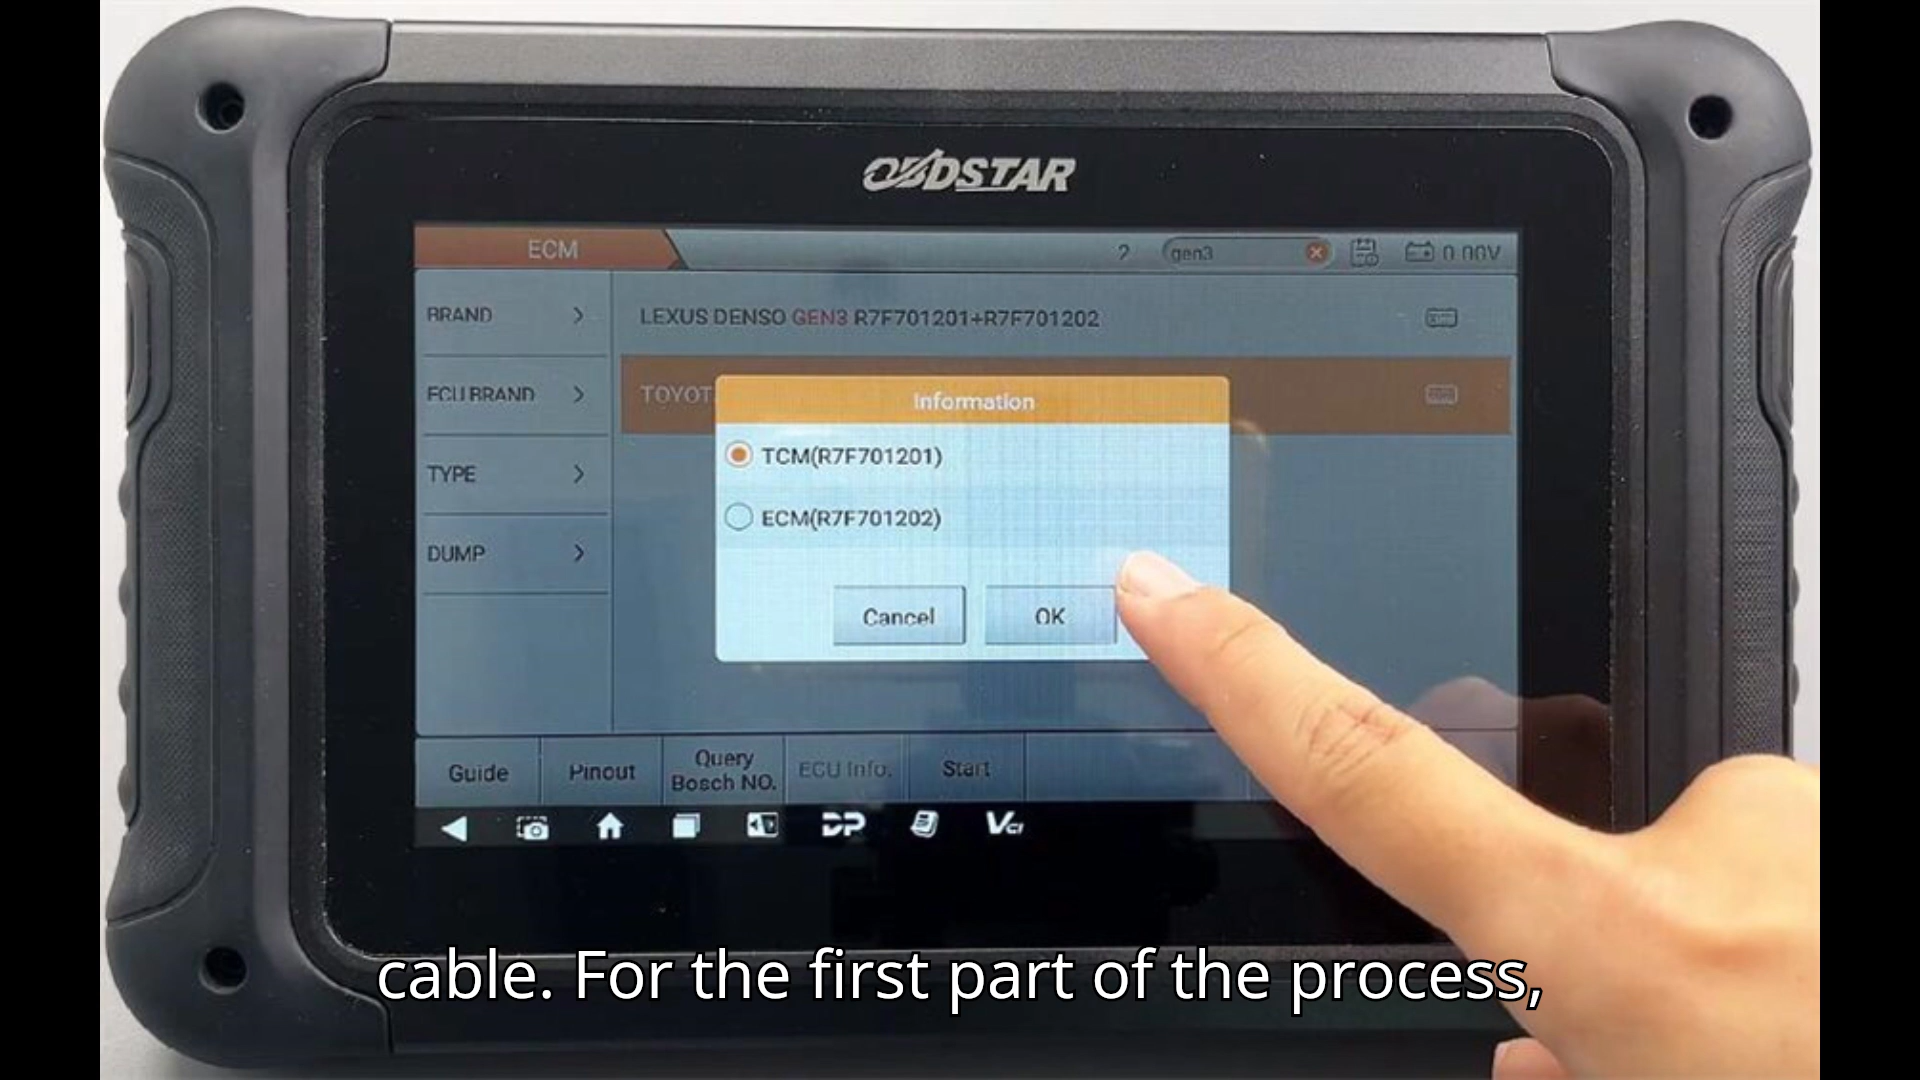 OBDSTAR
ECM
?
gen3
0.00V
BRAND >
LEXUS DENSO GEN3 R7F701201+R7F701202
ECU BRAND >
TOYOT
TYPE >
DUMP >
Information
TCM(R7F701201)
ECM(R7F701202)
Cancel
OK
Guide
Pinout
Query Bosch NO.
ECU Info.
Start
DP
VCI
cable. For the first part of the process,